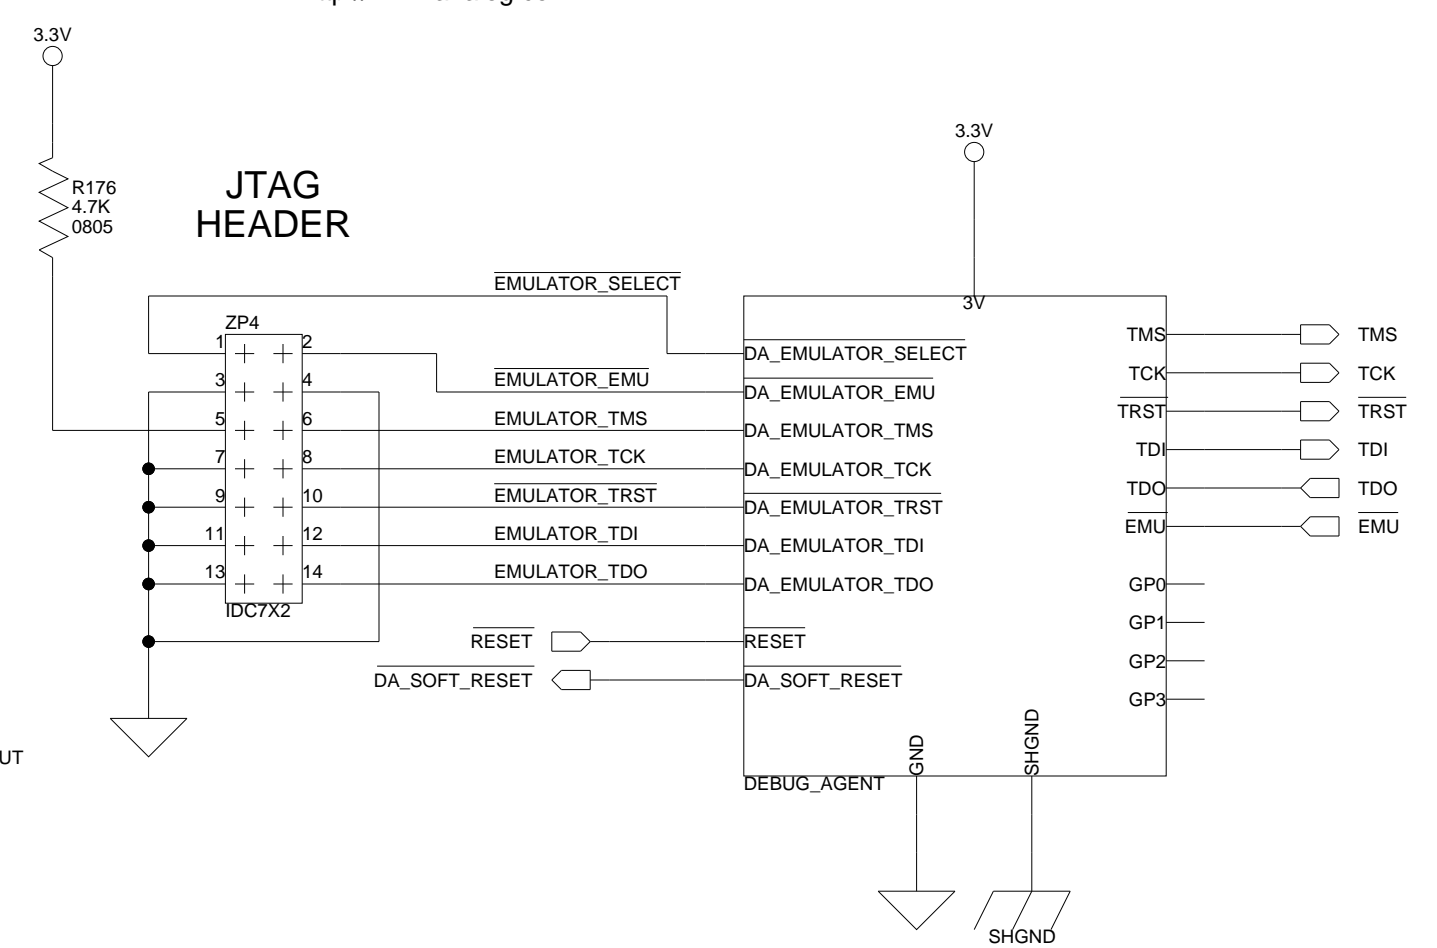 3.3V
3.3V
R176
4.7K
0805
JTAG
HEADER
EMULATOR_SELECT
3V
ZP4
1
2
TMS
TMS
DA_EMULATOR_SELECT
3
4
EMULATOR_EMU
DA_EMULATOR_EMU
TCK
TCK
5
6
EMULATOR_TMS
DA_EMULATOR_TMS
TRST
TRST
7
8
EMULATOR_TCK
DA_EMULATOR_TCK
TDI
TDI
9
10
EMULATOR_TRST
DA_EMULATOR_TRST
TDO
TDO
11
12
EMULATOR_TDI
DA_EMULATOR_TDI
EMU
EMU
13
14
EMULATOR_TDO
DA_EMULATOR_TDO
GP0
IDC7X2
GP1
RESET
RESET
GP2
DA_SOFT_RESET
DA_SOFT_RESET
GP3
GND
SHGND
UT
DEBUG_AGENT
SHGND